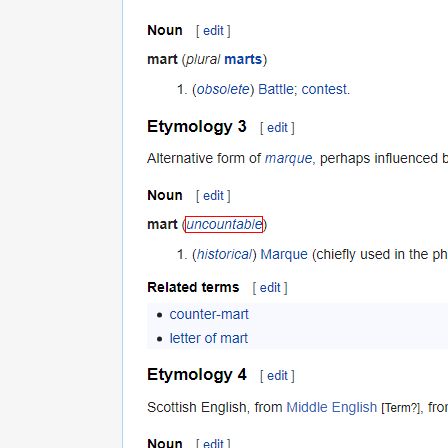 Noun [ edit ]
mart (plural marts)
1. (obsolete) Battle; contest.
Etymology 3 [ edit ]
Alternative form of marque, perhaps influenced b
Noun [ edit ]
mart (uncountable)
1. (historical) Marque (chiefly used in the ph
Related terms [ edit ]
• counter-mart
• letter of mart
Etymology 4 [ edit ]
Scottish English, from Middle English [Term?], fror
Noun [ edit ]